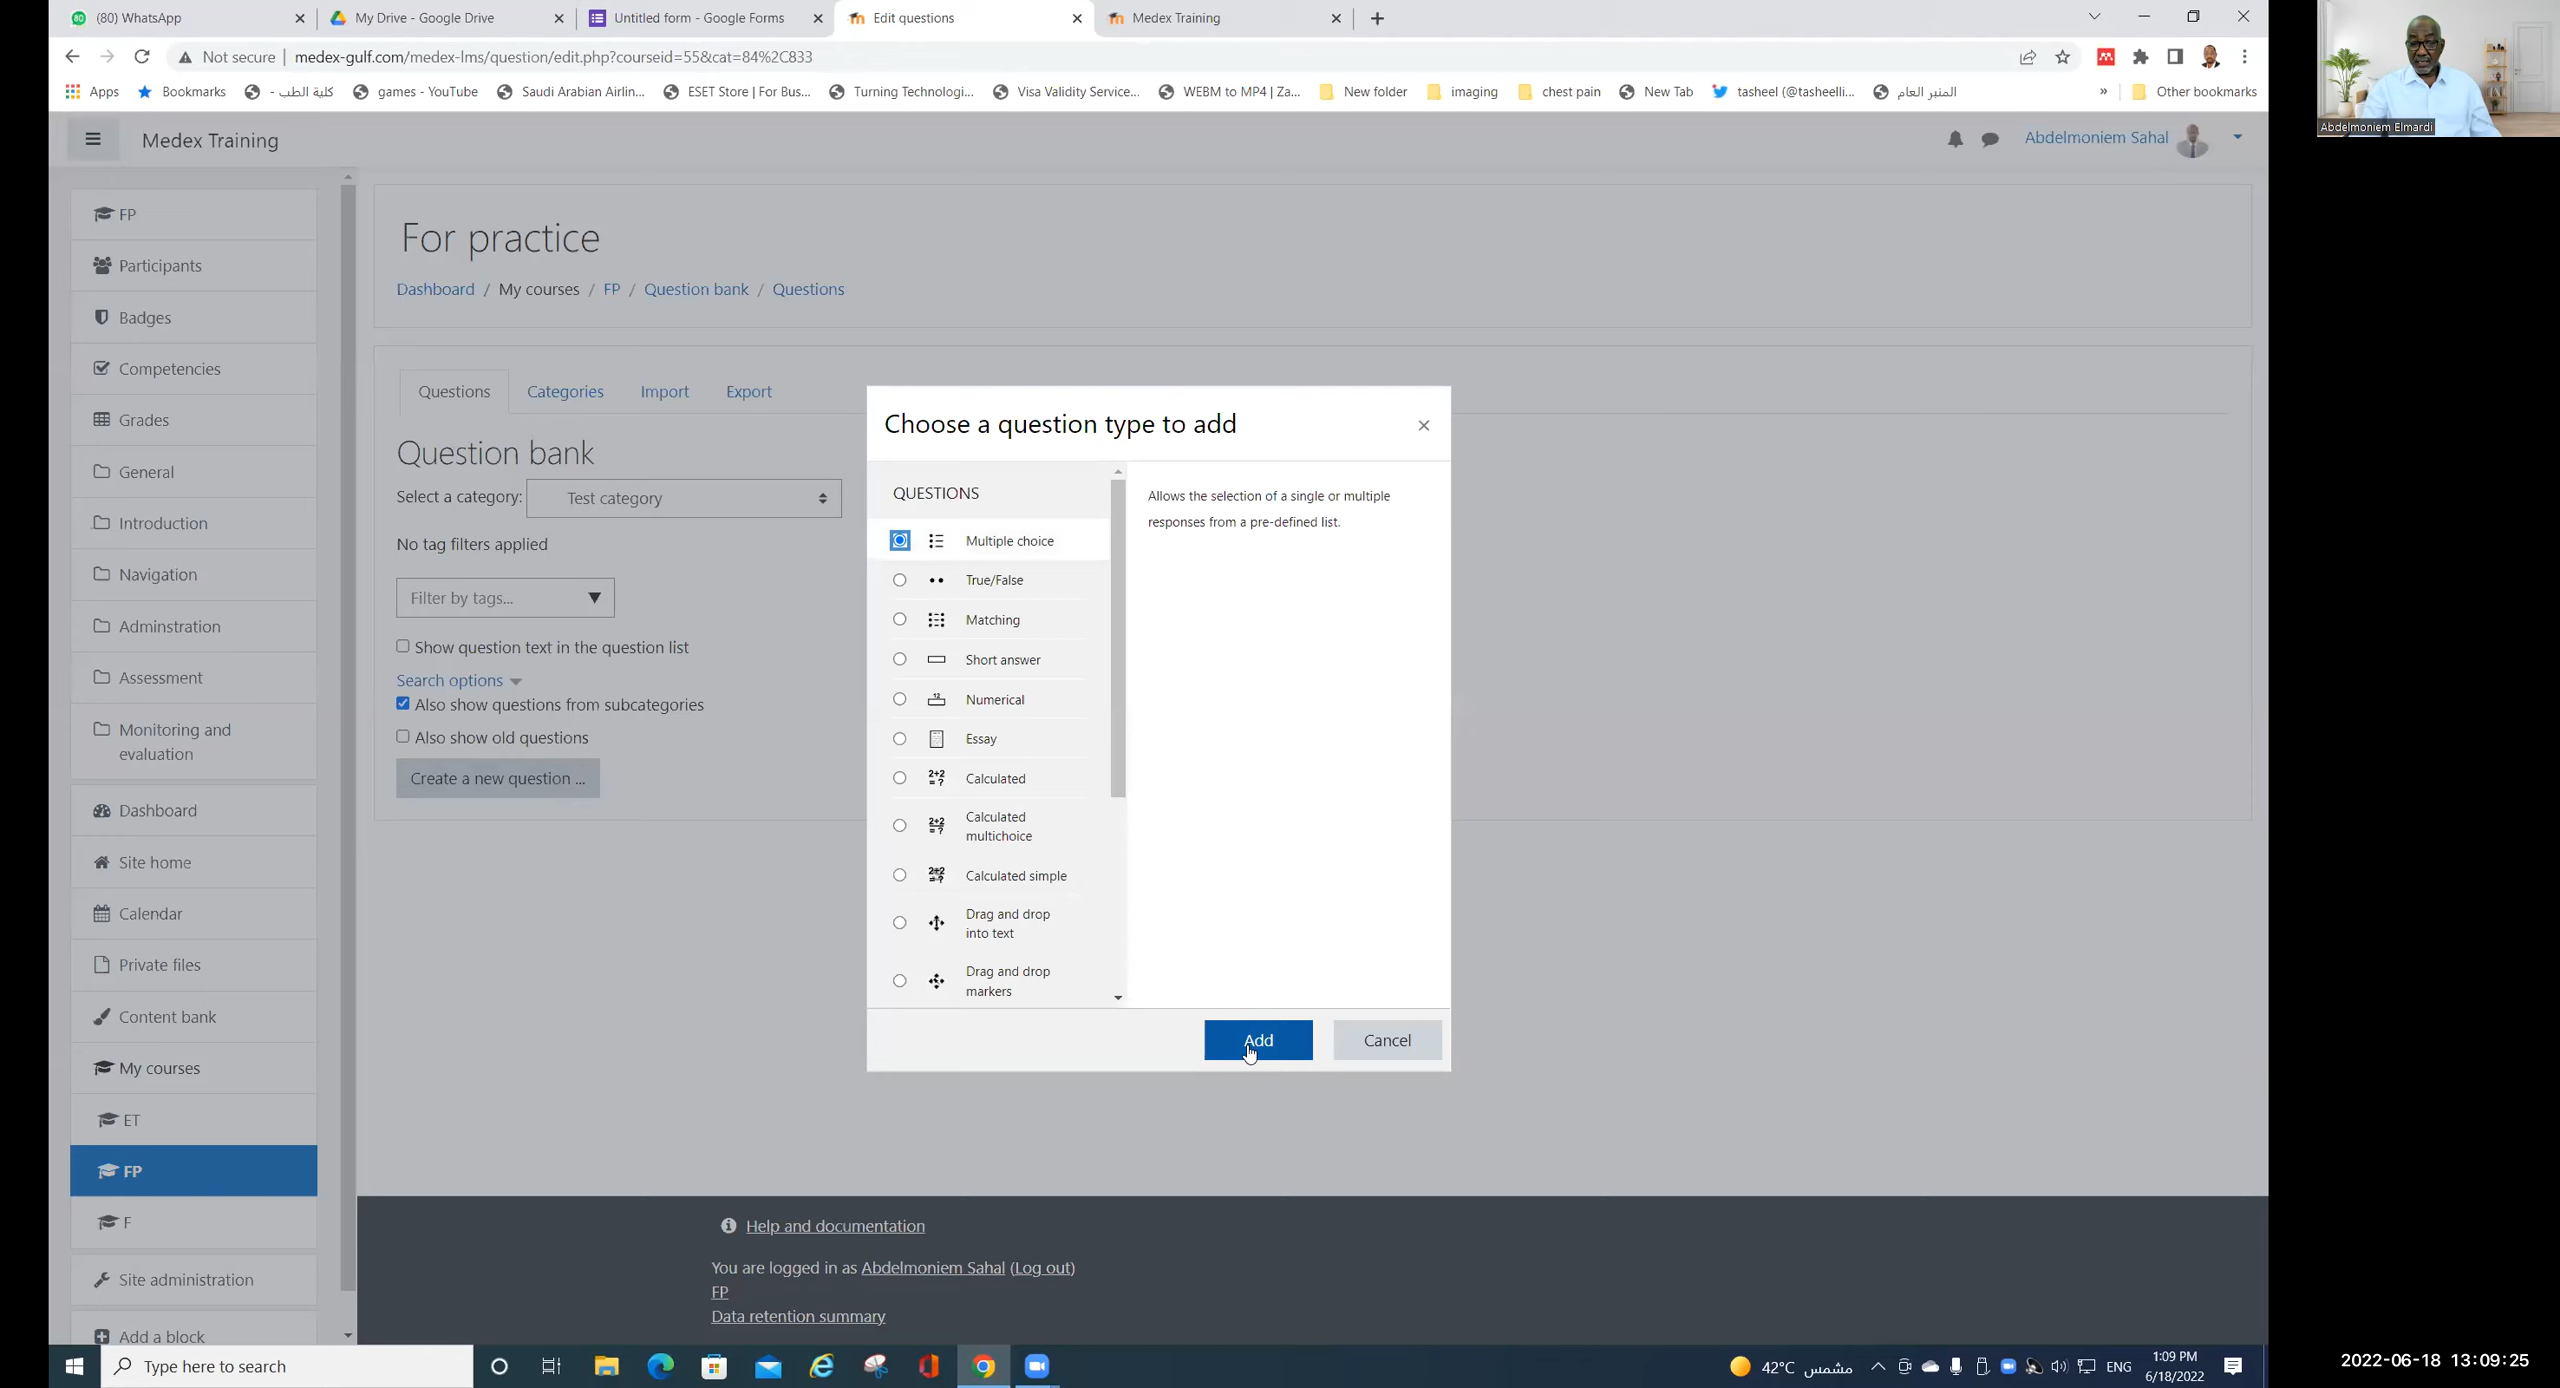 (80) WhatsApp
My Drive - Google Drive
Untitled form - Google Forms
Edit questions
Medex Training
Not secure
medex-gulf.com/medex-lms/question/edit.php?courseid=55&cat=84%2C833
Apps
Bookmarks
كلية الطب -
games - YouTube
Saudi Arabian Airlin...
ESET Store | For Bus...
Turning Technologi...
Visa Validity Service...
WEBM to MP4 | Za...
New folder
imaging
chest pain
New Tab
tasheel (@tasheelli...
المنبر العام
»
Other bookmarks
Abdelmoniem Elmardi
Medex Training
Abdelmoniem Sahal
FP
Participants
Badges
Competencies
Grades
General
Introduction
Navigation
Adminstration
Assessment
Monitoring and
evaluation
Dashboard
Site home
Calendar
Private files
Content bank
My courses
ET
FP
F
Site administration
Add a block
For practice
Dashboard / My courses / FP / Question bank / Questions
Questions
Categories
Import
Export
Question bank
Select a category: Test category
No tag filters applied
Filter by tags...
Show question text in the question list
Search options
Also show questions from subcategories
Also show old questions
Create a new question ...
Choose a question type to add
QUESTIONS
Multiple choice
True/False
Matching
Short answer
Numerical
Essay
Calculated
Calculated
multichoice
Calculated simple
Drag and drop
into text
Drag and drop
markers
Allows the selection of a single or multiple
responses from a pre-defined list.
Add
Cancel
Help and documentation
You are logged in as Abdelmoniem Sahal (Log out)
FP
Data retention summary
Type here to search
42°C مشمس
ENG
1:09 PM
6/18/2022
2022-06-18 13:09:25